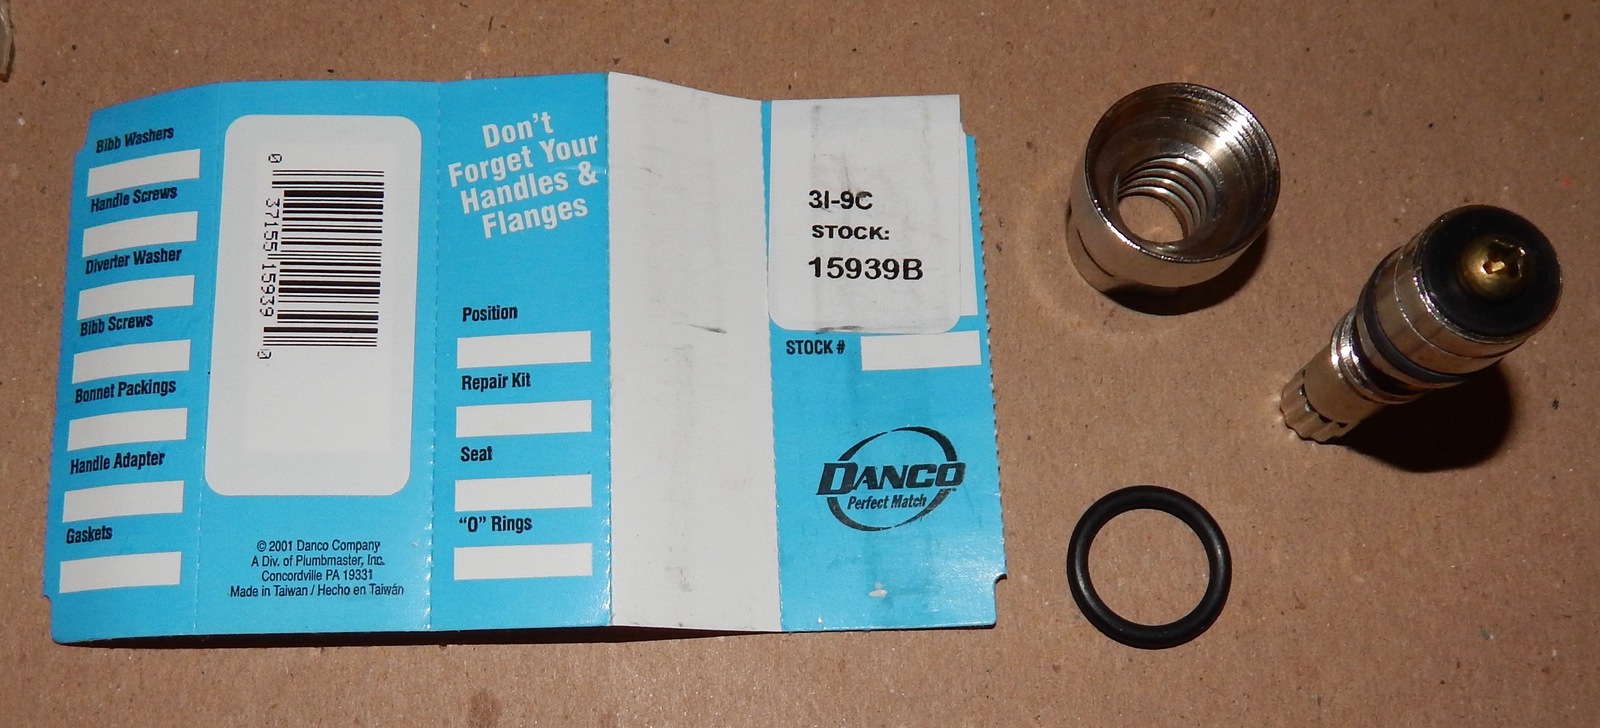 Bibb Washers
Handle Screws
Diverter Washer
Bibb Screws
Bonnet Packings
Handle Adapter
Gaskets
0 37155 15939 0
© 2001 Danco Company
A Div. of Plumbmaster, Inc.
Concordville PA 19331
Made in Taiwan / Hecho en Taiwán
Don't
Forget Your
Handles &
Flanges
Position
Repair Kit
Seat
"O" Rings
3I-9C
STOCK:
15939B
STOCK #
DANCO
Perfect Match